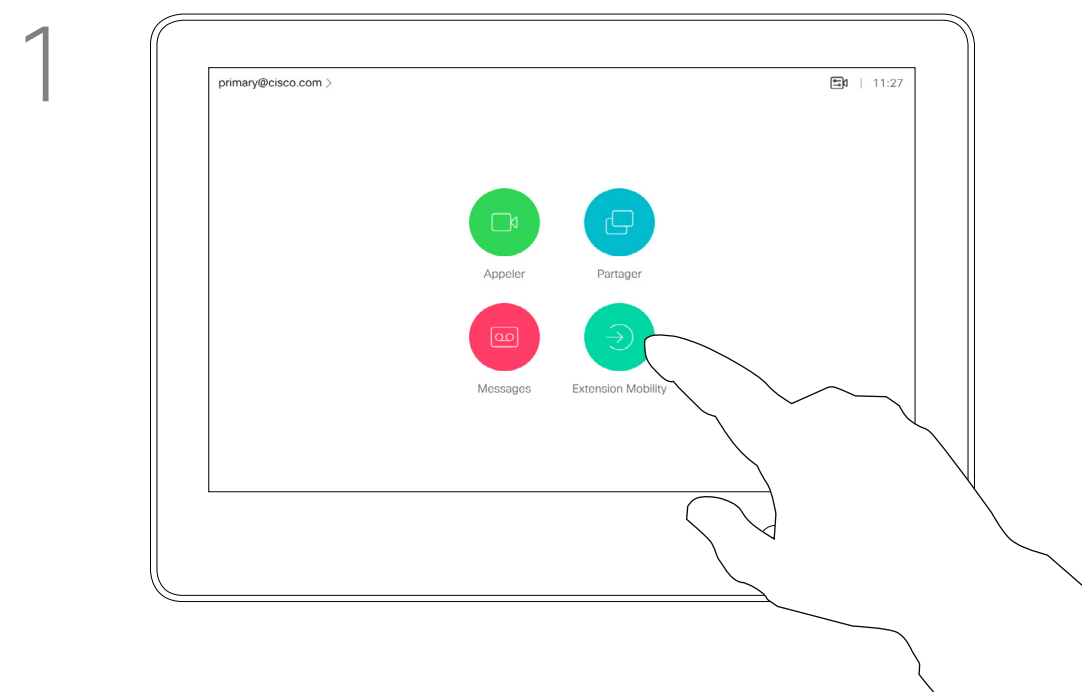 1
primary@cisco.com >
11:27
Appeler
Partager
Messages
Extension Mobility